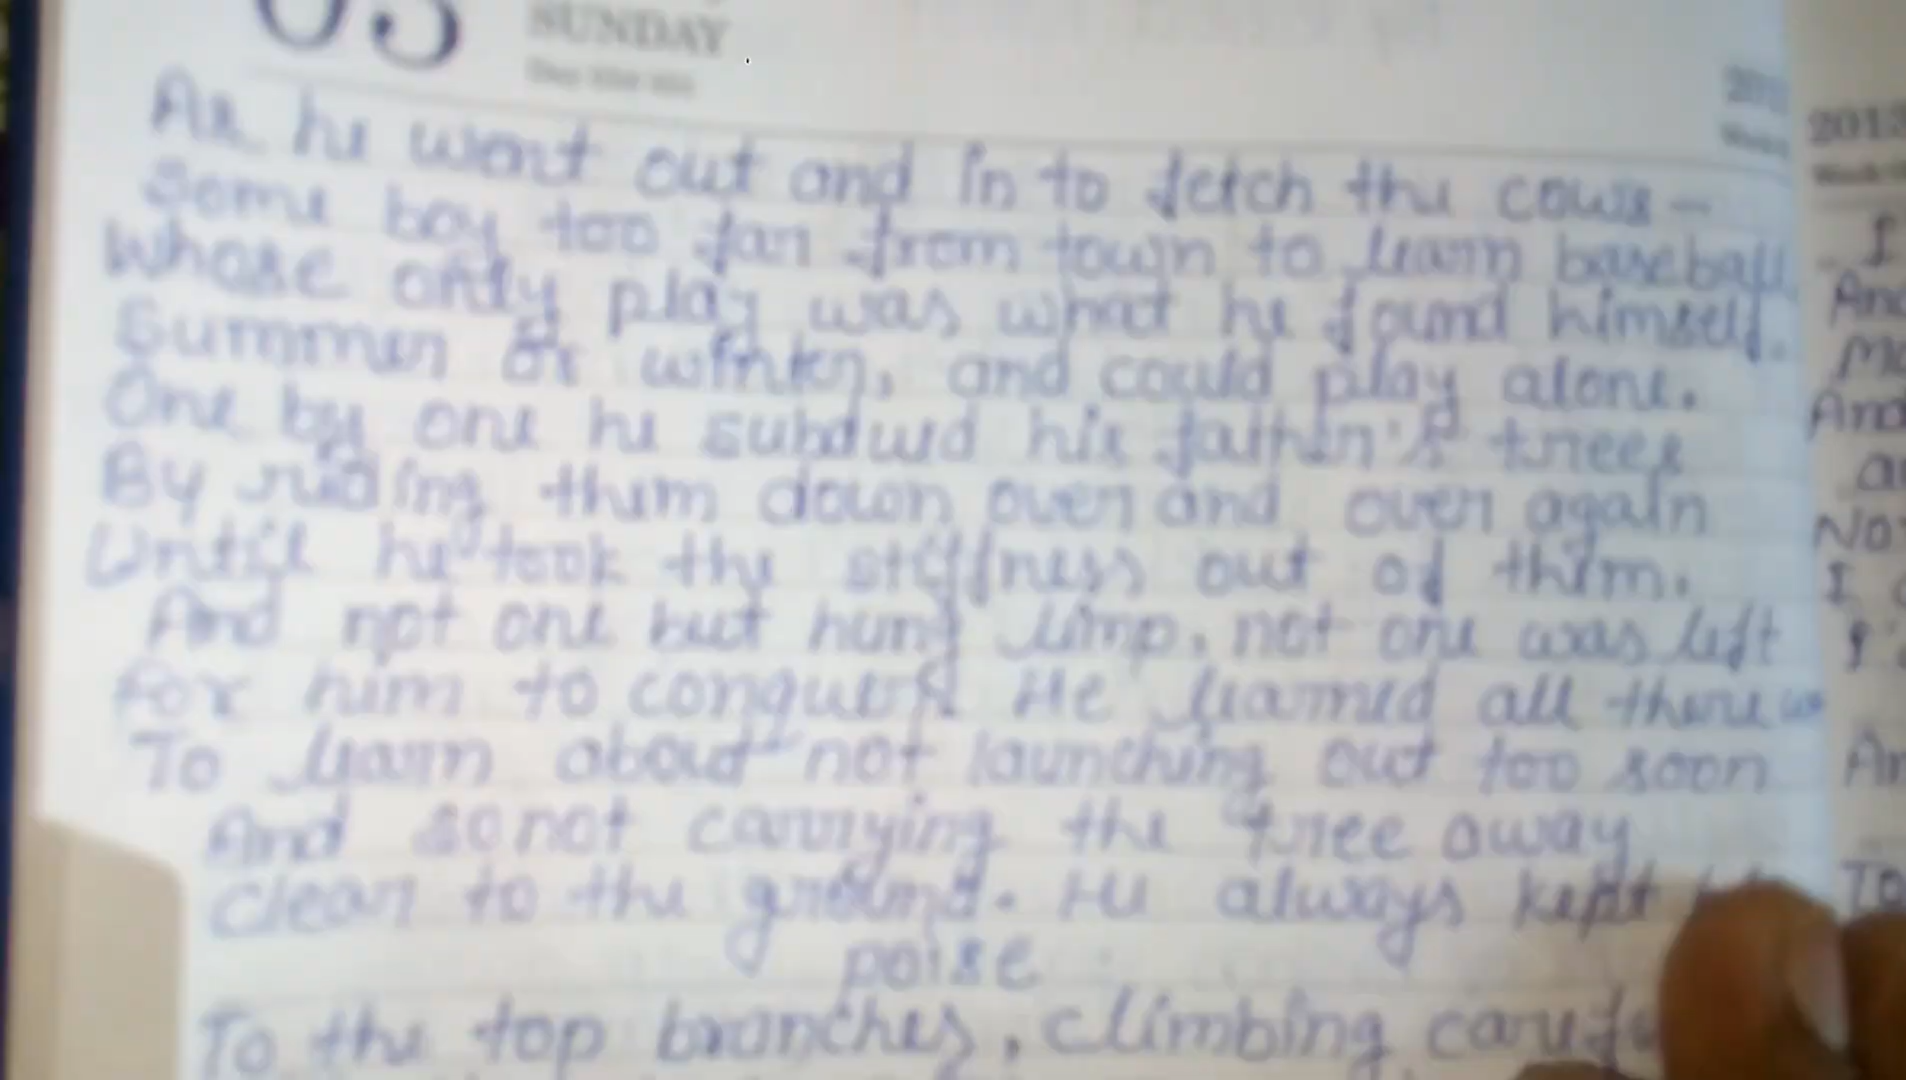 03
SUNDAY
As he went out and in to fetch the cows-
Some boy too far from town to learn baseball
Whose only play was what he found himself.
Summer or winter, and could play alone.
One by one he subdued his father's trees
By riding them down over and over again
Until he took the stiffness out of them.
And not one but hung limp, not one was left
For him to conquer. He learned all there
To learn about not launching out too soon
And so not carrying the tree away
Clear to the ground. He always kept
poise
To the top branches, climbing
2013
I
And
And
I